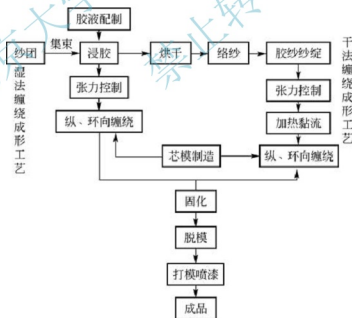 胶液配制
纱团
集束
浸胶
烘干
络纱
胶纱纱绽
张力控制
张力控制
纵、环向缠绕
加热黏流
芯模制造
纵、环向缠绕
固化
脱模
打模喷漆
成品
湿法缠绕成形工艺
干法缠绕成形工艺